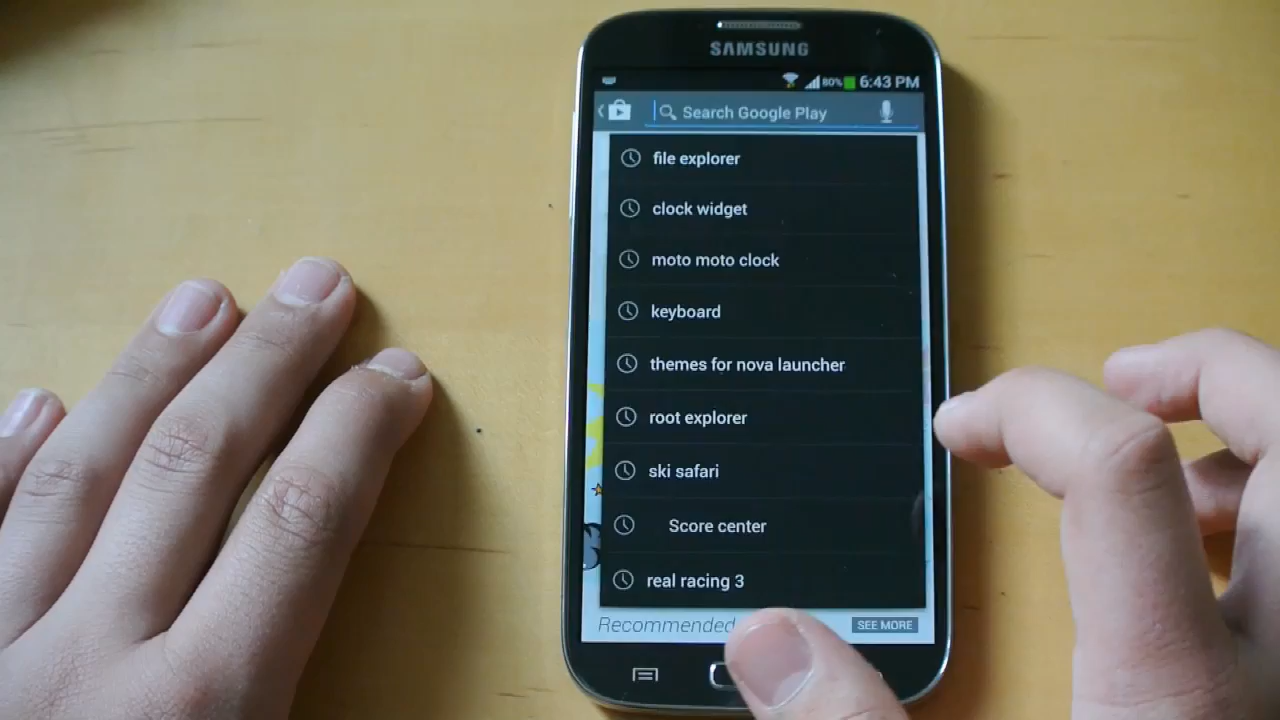 SAMSUNG
80% 6:43 PM
Search Google Play
file explorer
clock widget
moto moto clock
keyboard
themes for nova launcher
root explorer
ski safari
Score center
real racing 3
Recommended
SEE MORE